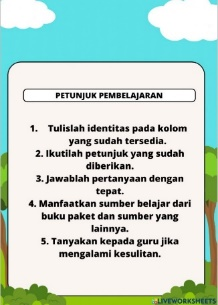 PETUNJUK PEMBELAJARAN
1. Tulislah identitas pada kolom
yang sudah tersedia.
2. Ikutilah petunjuk yang sudah
diberikan.
3. Jawablah pertanyaan dengan
tepat.
4. Manfaatkan sumber belajar dari
buku paket dan sumber yang
lainnya.
5. Tanyakan kepada guru jika
mengalami kesulitan.
LIVEWORKSHEETS